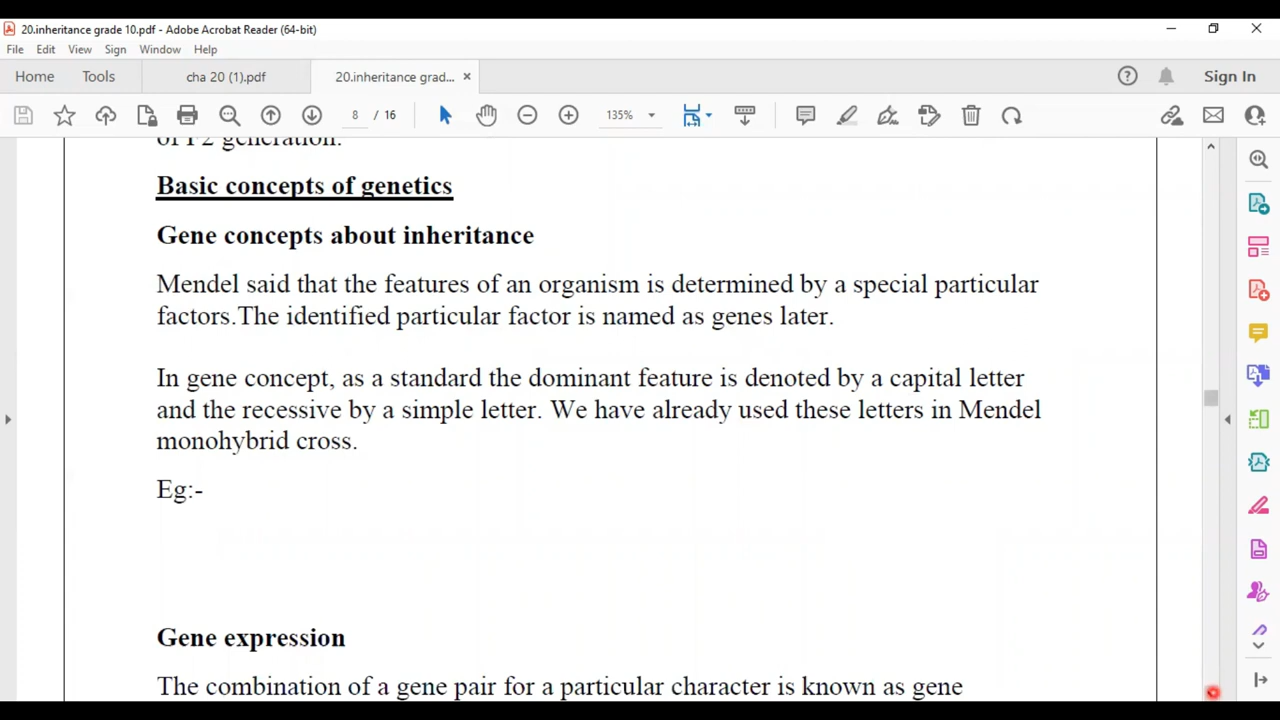 20.inheritance grade 10.pdf - Adobe Acrobat Reader (64-bit)
File Edit View Sign Window Help
Home Tools cha 20 (1).pdf 20.inheritance grad... Sign In
8 / 16 135%
of F2 generation.
Basic concepts of genetics
Gene concepts about inheritance
Mendel said that the features of an organism is determined by a special particular
factors.The identified particular factor is named as genes later.
In gene concept, as a standard the dominant feature is denoted by a capital letter
and the recessive by a simple letter. We have already used these letters in Mendel
monohybrid cross.
Eg:-
Gene expression
The combination of a gene pair for a particular character is known as gene